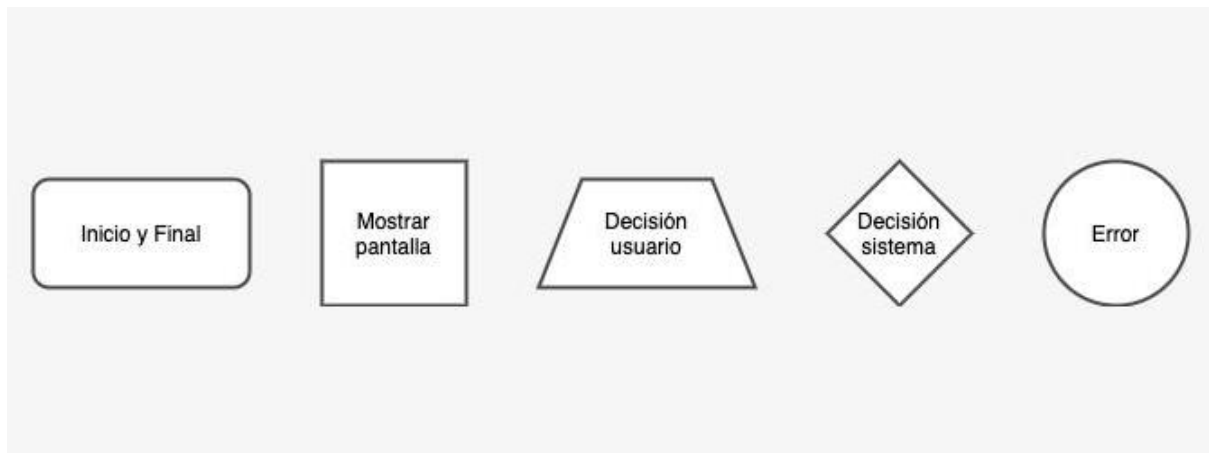 Inicio y Final
Mostrar
pantalla
Decisión
usuario
Decisión
sistema
Error